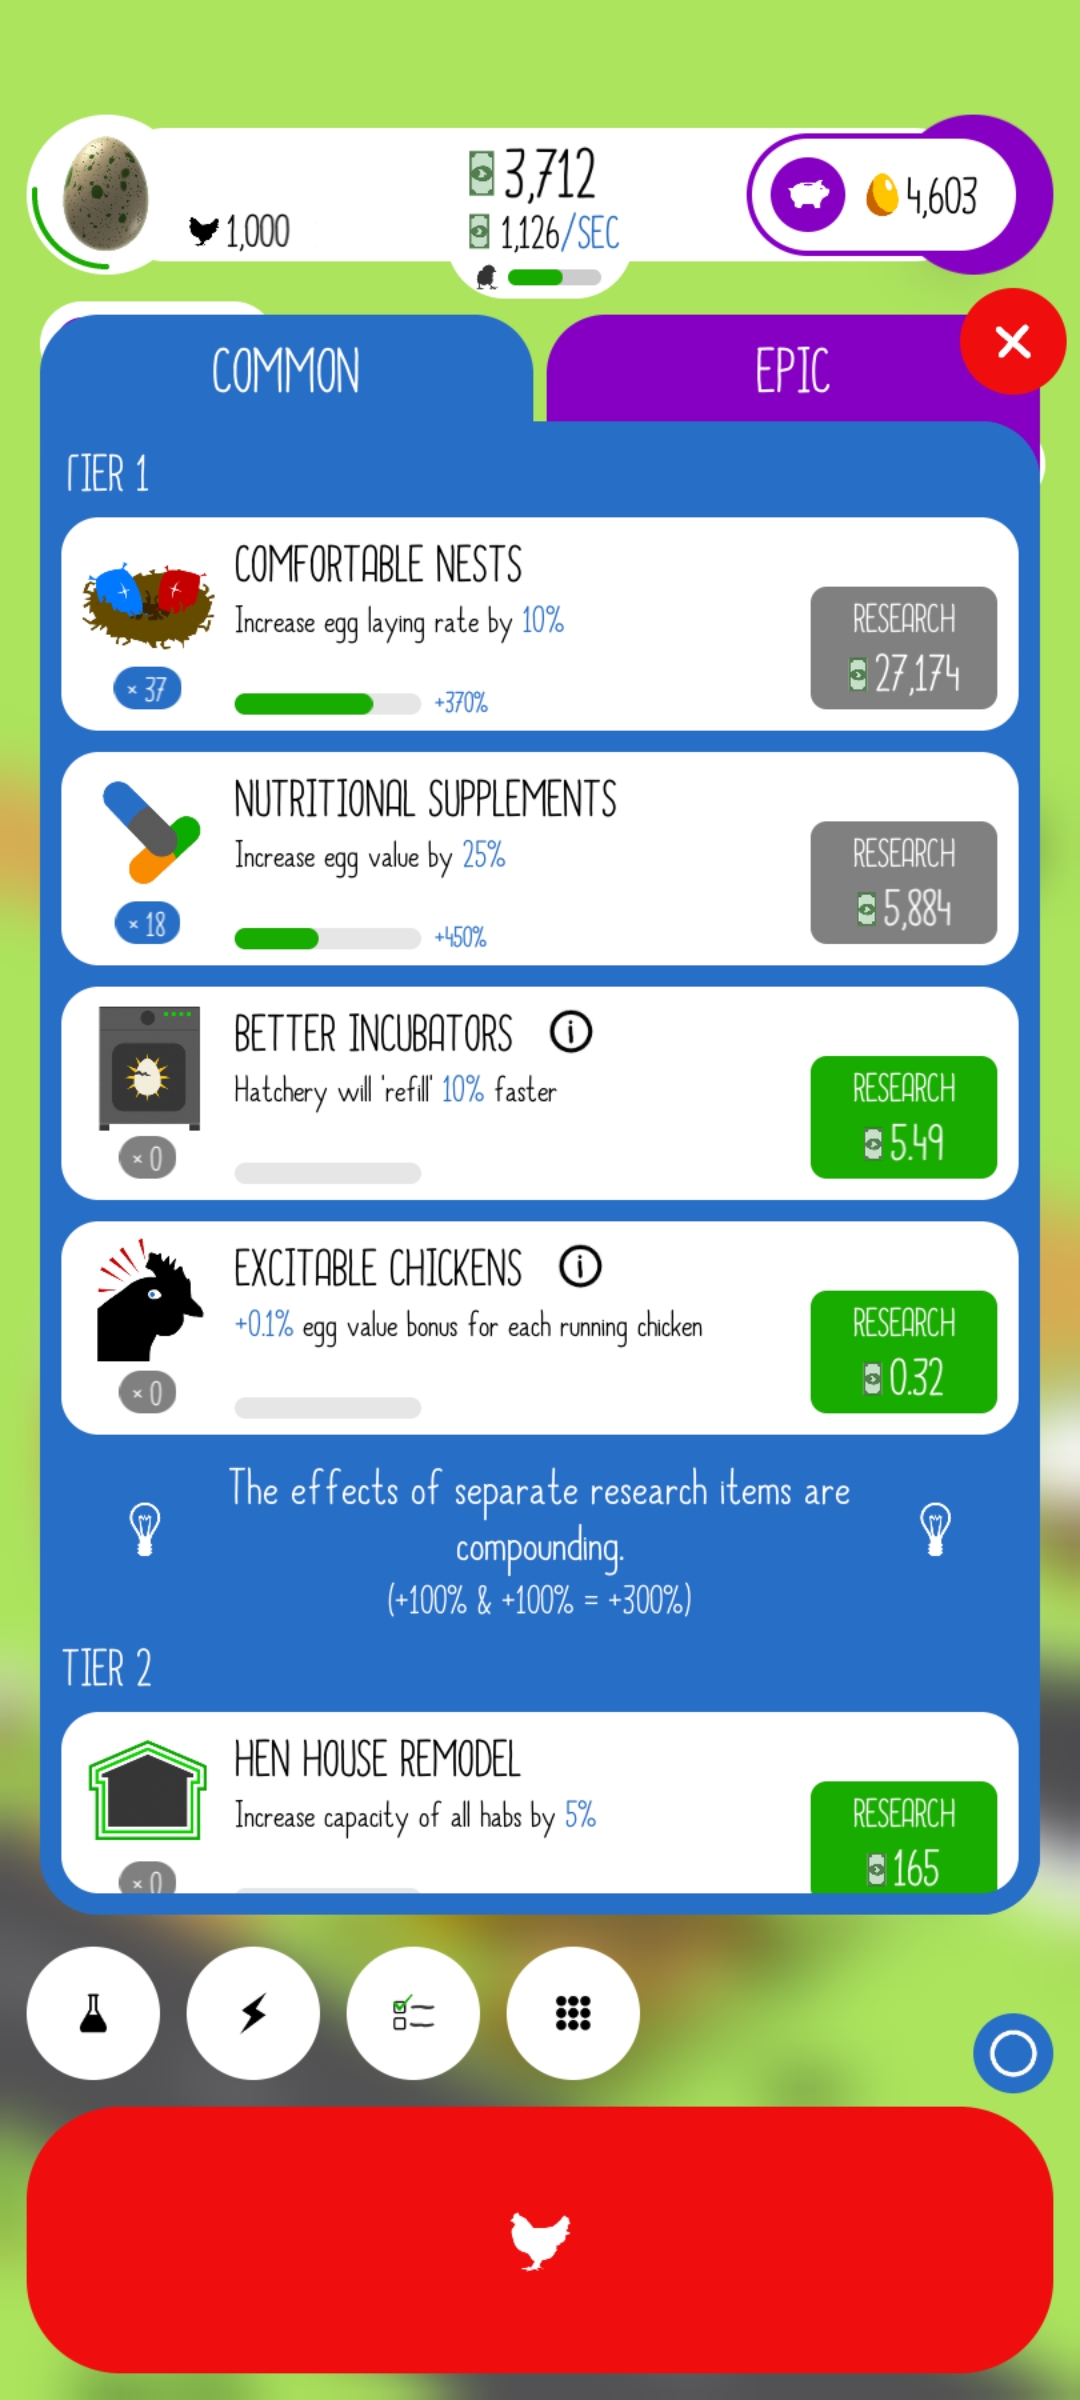 3,712
1,000
1,126/SEC
4,603
COMMON
EPIC
TIER 1
COMFORTABLE NESTS
Increase egg laying rate by 10%
RESEARCH
27,174
× 37
+370%
NUTRITIONAL SUPPLEMENTS
Increase egg value by 25%
RESEARCH
5,884
× 18
+450%
BETTER INCUBATORS
Hatchery will 'refill' 10% faster
RESEARCH
5.49
× 0
EXCITABLE CHICKENS
+0.1% egg value bonus for each running chicken
RESEARCH
0.32
× 0
The effects of separate research items are
compounding.
(+100% & +100% = +300%)
TIER 2
HEN HOUSE REMODEL
Increase capacity of all habs by 5%
RESEARCH
165
× 0